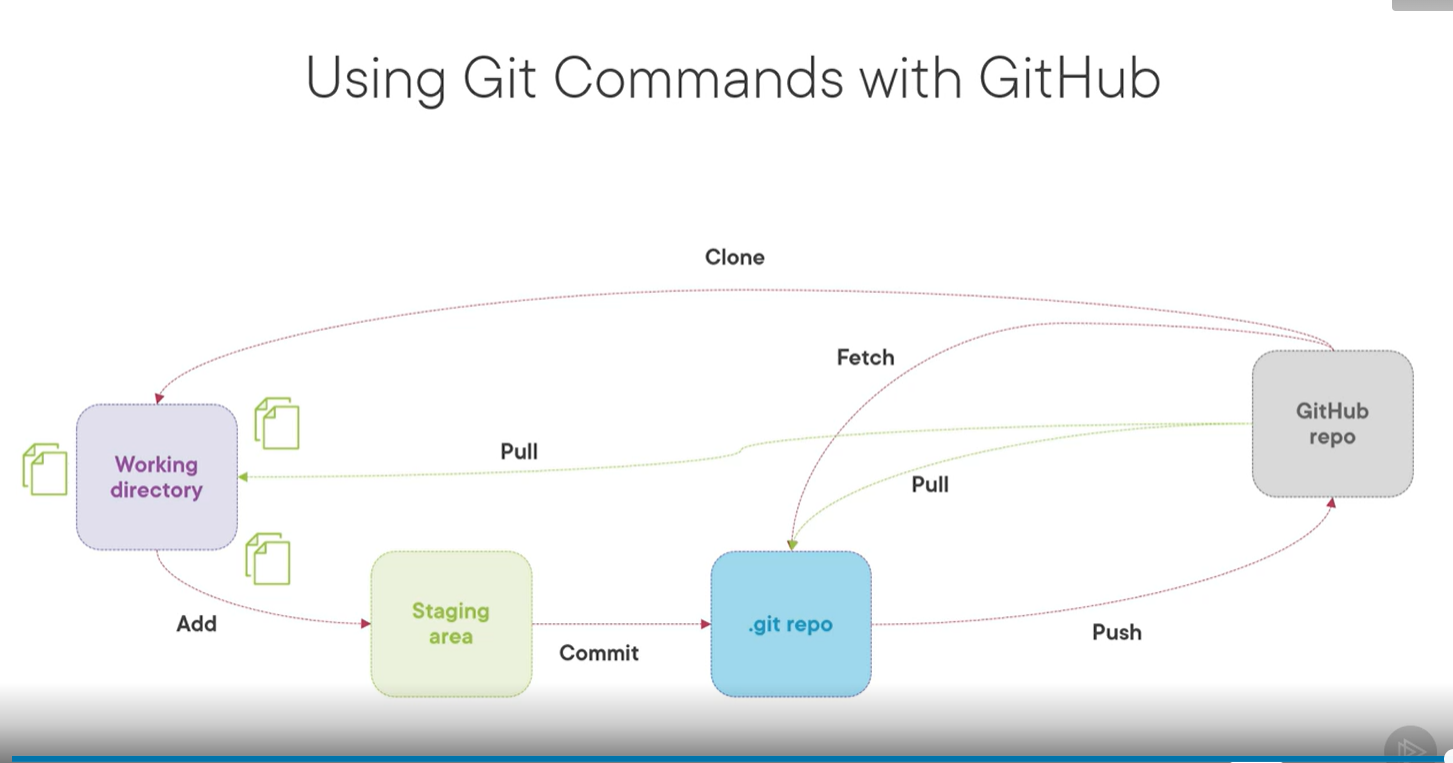 Using Git Commands with GitHub
Clone
Fetch
GitHub
repo
Pull
Working
directory
Pull
Staging
area
.git repo
Add
Commit
Push